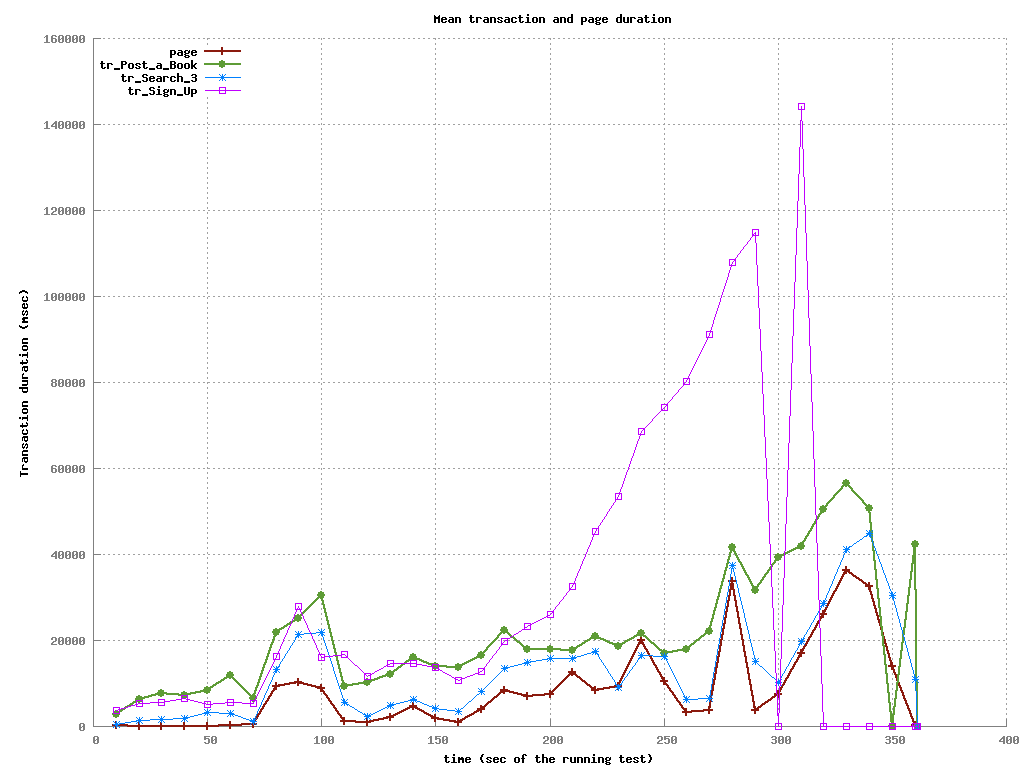 Mean transaction and page duration
160000
page
tr_Post_a_Book
tr_Search_3
tr_Sign_Up
140000
120000
100000
80000
60000
40000
20000
0
Transaction duration (msec)
0 50 100 150 200 250 300 350 400
time (sec of the running test)